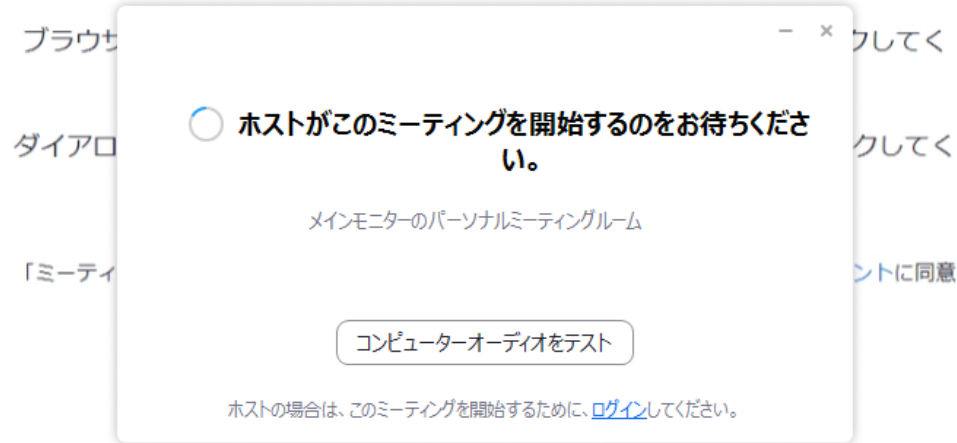 ブラウザ
クしてく
ホストがこのミーティングを開始するのをお待ちくださ
い。
ダイアロ
クしてく
メインモニターのパーソナルミーティングルーム
「ミーティ
ントに同意
コンピューターオーディオをテスト
ホストの場合は、このミーティングを開始するために、ログインしてください。